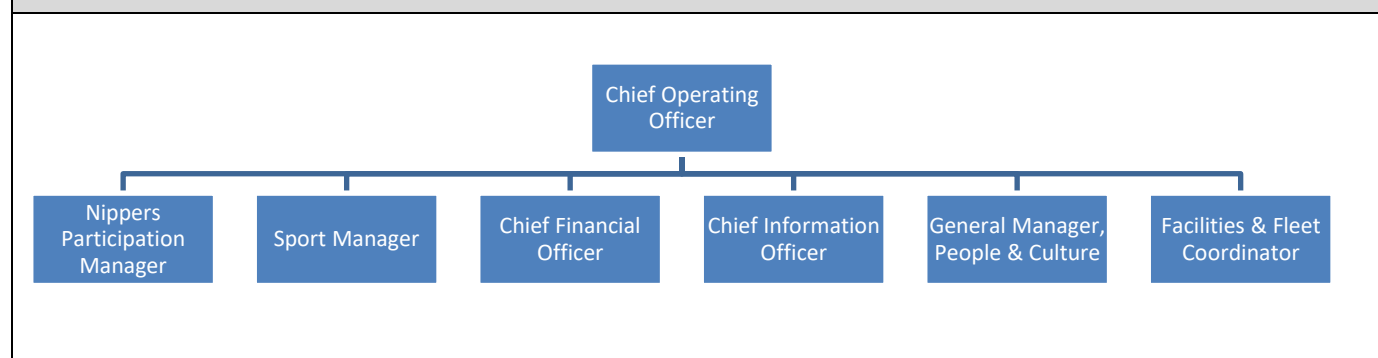 Chief Operating
Officer
Nippers
Participation
Manager
Sport Manager
Chief Financial
Officer
Chief Information
Officer
General Manager,
People & Culture
Facilities & Fleet
Coordinator